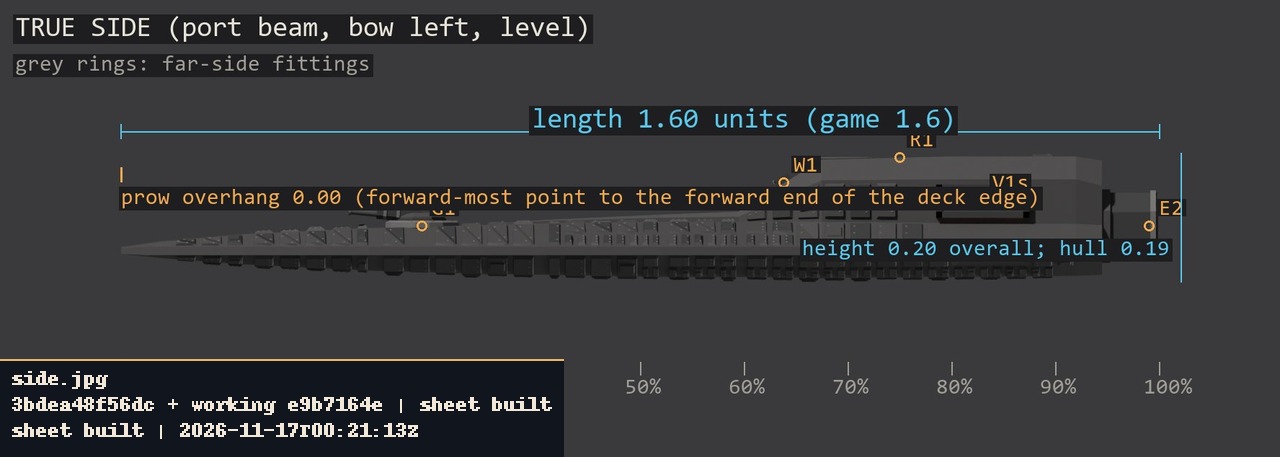 TRUE SIDE (port beam, bow left, level)
grey rings: far-side fittings
length 1.60 units (game 1.6)
R1
W1
V1s
prow overhang 0.00 (forward-most point to the forward end of the deck edge)
E2
height 0.20 overall; hull 0.19
50% 60% 70% 80% 90% 100%
side.jpg
3bdea48f56dc + working e9b7164e | sheet built
sheet built | 2026-11-17T00:21:13Z